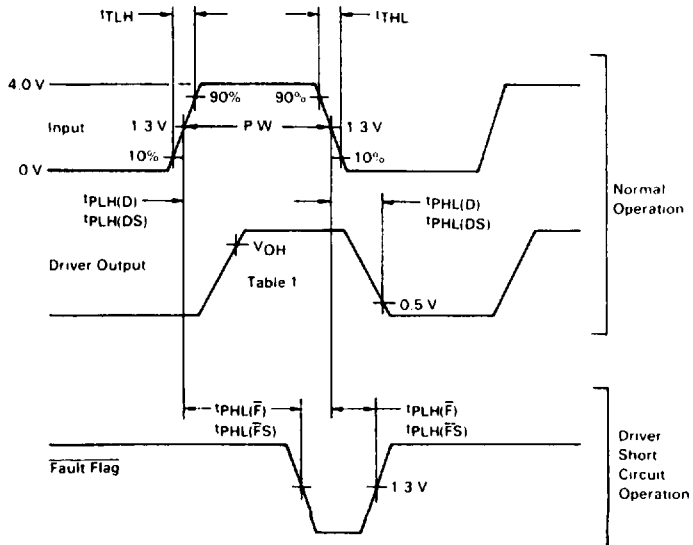 tTLH
tTHL
4.0 V
90%
90%
Input
1 3 V
P W
1 3 V
10%
10%
0 V
tPLH(D)
tPLH(DS)
tPHL(D)
tPHL(DS)
Normal
Operation
VOH
Driver Output
Table 1
0.5 V
tPHL(F̅)
tPHL(F̅S)
tPLH(F̅)
tPLH(F̅S)
Fault Flag
1 3 V
Driver
Short
Circuit
Operation